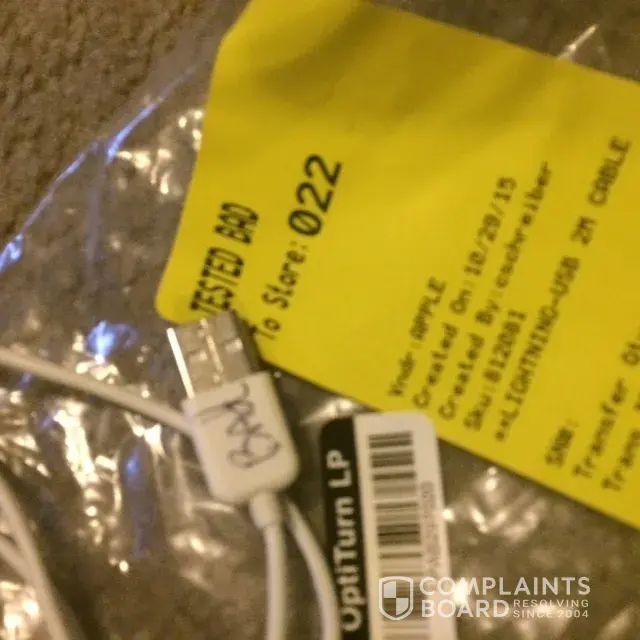 TESTED BAD
To Store: 022
Vndr: APPLE
Created On: 10/29/15
Created By: cschreiber
Sku: 812081
**LIGHTNING-USB 2M CABLE
SN#:
Transfer
BAD
OptiTurn LP
COMPLAINTS
BOARD
RESOLVING
SINCE 2004